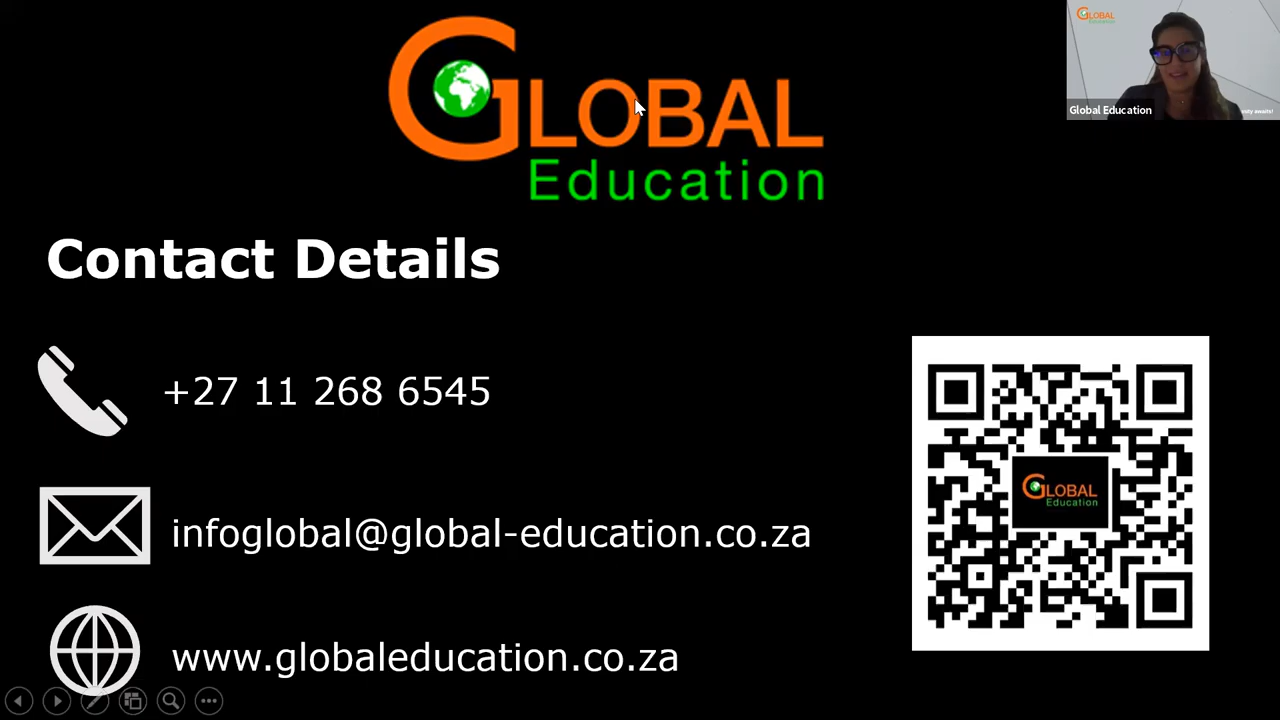 GLOBAL
Education
GLOBAL
Education
Global Education
Contact Details
+27 11 268 6545
infoglobal@global-education.co.za
www.globaleducation.co.za
GLOBAL
Education